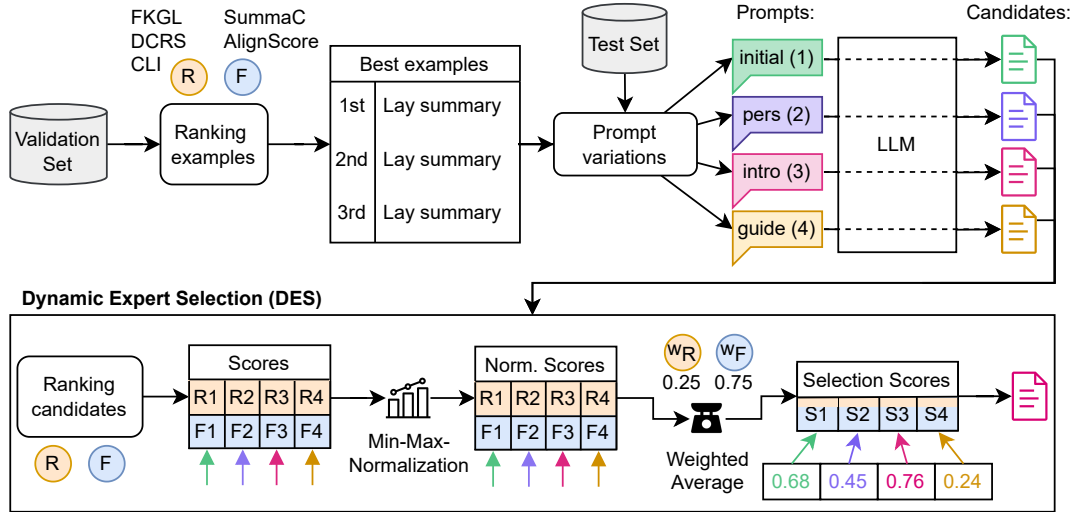 FKGL
DCRS
CLI
R
SummaC
AlignScore
F
Validation
Set
Ranking
examples
Best examples
1st Lay summary
2nd Lay summary
3rd Lay summary
Test Set
Prompt
variations
Prompts:
initial (1)
pers (2)
intro (3)
guide (4)
LLM
Candidates:
Dynamic Expert Selection (DES)
Ranking
candidates
R F
Scores
R1 R2 R3 R4
F1 F2 F3 F4
Min-Max-
Normalization
Norm. Scores
R1 R2 R3 R4
F1 F2 F3 F4
wR wF
0.25 0.75
Weighted
Average
Selection Scores
S1 S2 S3 S4
0.68 0.45 0.76 0.24